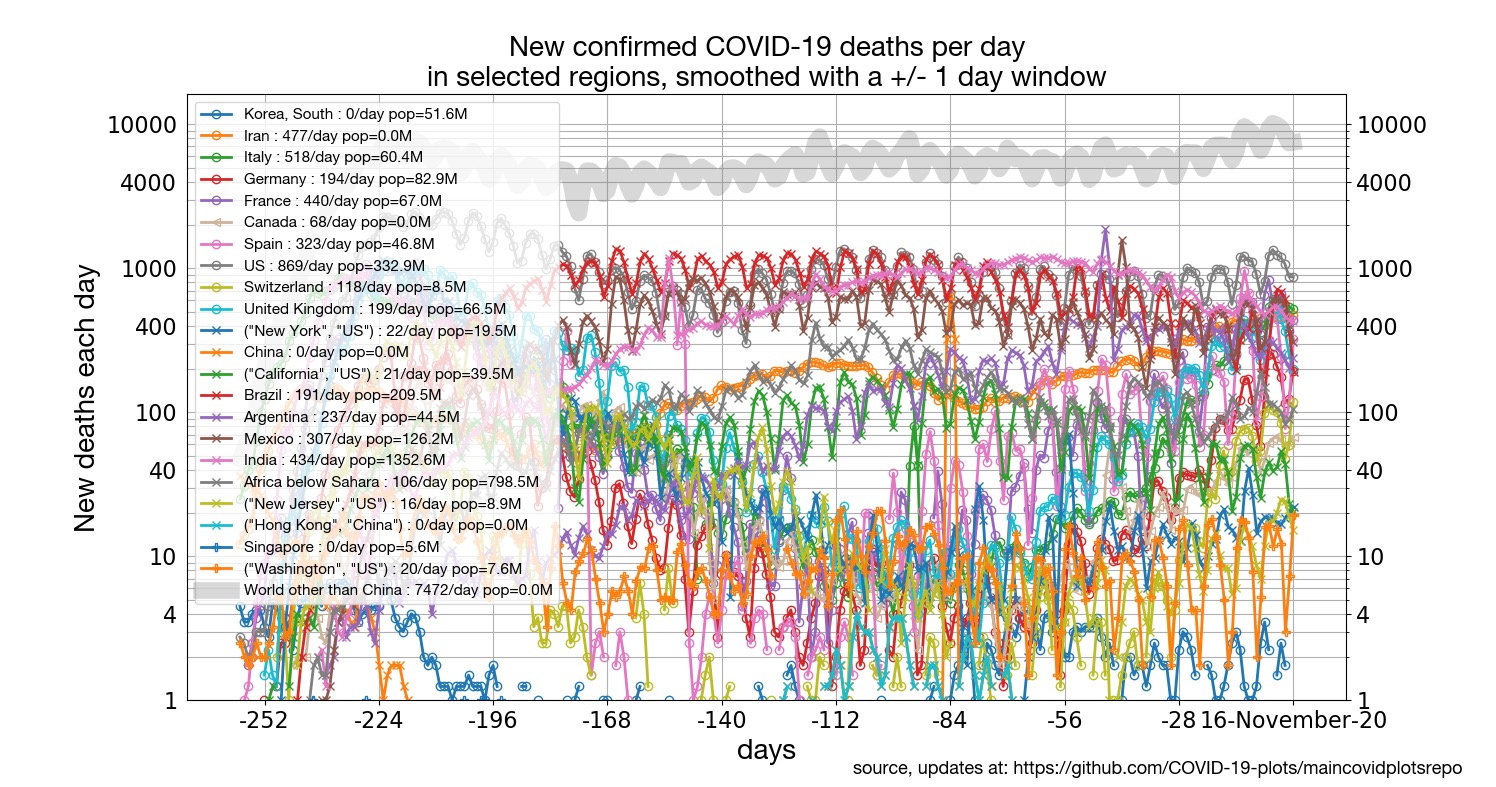 New confirmed COVID-19 deaths per day
in selected regions, smoothed with a +/- 1 day window
New deaths each day
10000
4000
1000
400
100
40
10
4
1
Korea, South : 0/day pop=51.6M
Iran : 477/day pop=0.0M
Italy : 518/day pop=60.4M
Germany : 194/day pop=82.9M
France : 440/day pop=67.0M
Canada : 68/day pop=0.0M
Spain : 323/day pop=46.8M
US : 869/day pop=332.9M
Switzerland : 118/day pop=8.5M
United Kingdom : 199/day pop=66.5M
("New York", "US") : 22/day pop=19.5M
China : 0/day pop=0.0M
("California", "US") : 21/day pop=39.5M
Brazil : 191/day pop=209.5M
Argentina : 237/day pop=44.5M
Mexico : 307/day pop=126.2M
India : 434/day pop=1352.6M
Africa below Sahara : 106/day pop=798.5M
("New Jersey", "US") : 16/day pop=8.9M
("Hong Kong", "China") : 0/day pop=0.0M
Singapore : 0/day pop=5.6M
("Washington", "US") : 20/day pop=7.6M
World other than China : 7472/day pop=0.0M
10000
4000
1000
400
100
40
10
4
1
-252 -224 -196 -168 -140 -112 -84 -56 -28 16-November-20
days
source, updates at: https://github.com/COVID-19-plots/maincovidplotsrepo